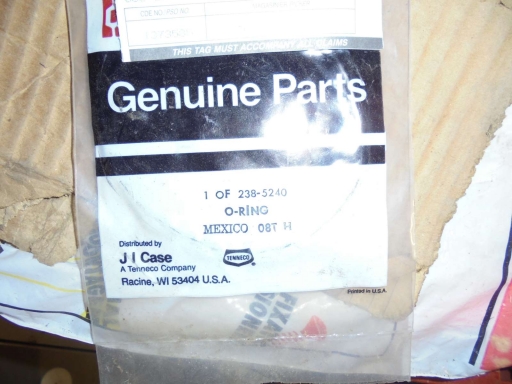 THIS TAG MUST ACCOMPANY ALL CLAIMS
Genuine Parts
1 OF 238-5240
O-RING
MEXICO 08T H
Distributed by
J I Case
A Tenneco Company
Racine, WI 53404 U.S.A.
TENNECO
Printed in U.S.A.